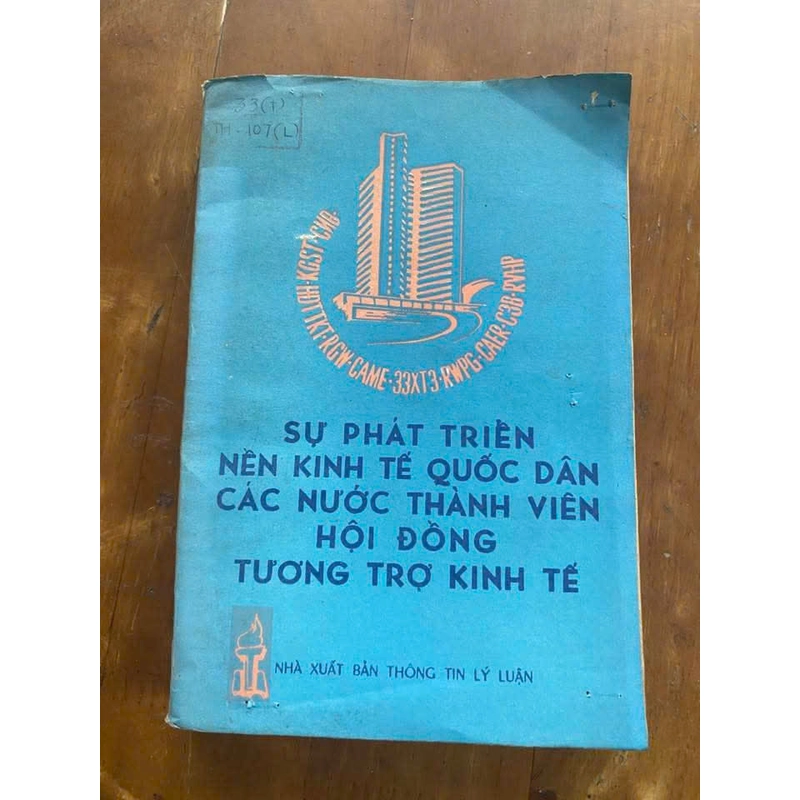 33(1)
TH-107(L)
HĐTTKT·KGST·СИВ·
RGW·CAME·ЗЗХТЗ·RWPG·CAER·СЭВ·RVHP
SỰ PHÁT TRIỂN
NỀN KINH TẾ QUỐC DÂN
CÁC NƯỚC THÀNH VIÊN
HỘI ĐỒNG
TƯƠNG TRỢ KINH TẾ
NHÀ XUẤT BẢN THÔNG TIN LÝ LUẬN